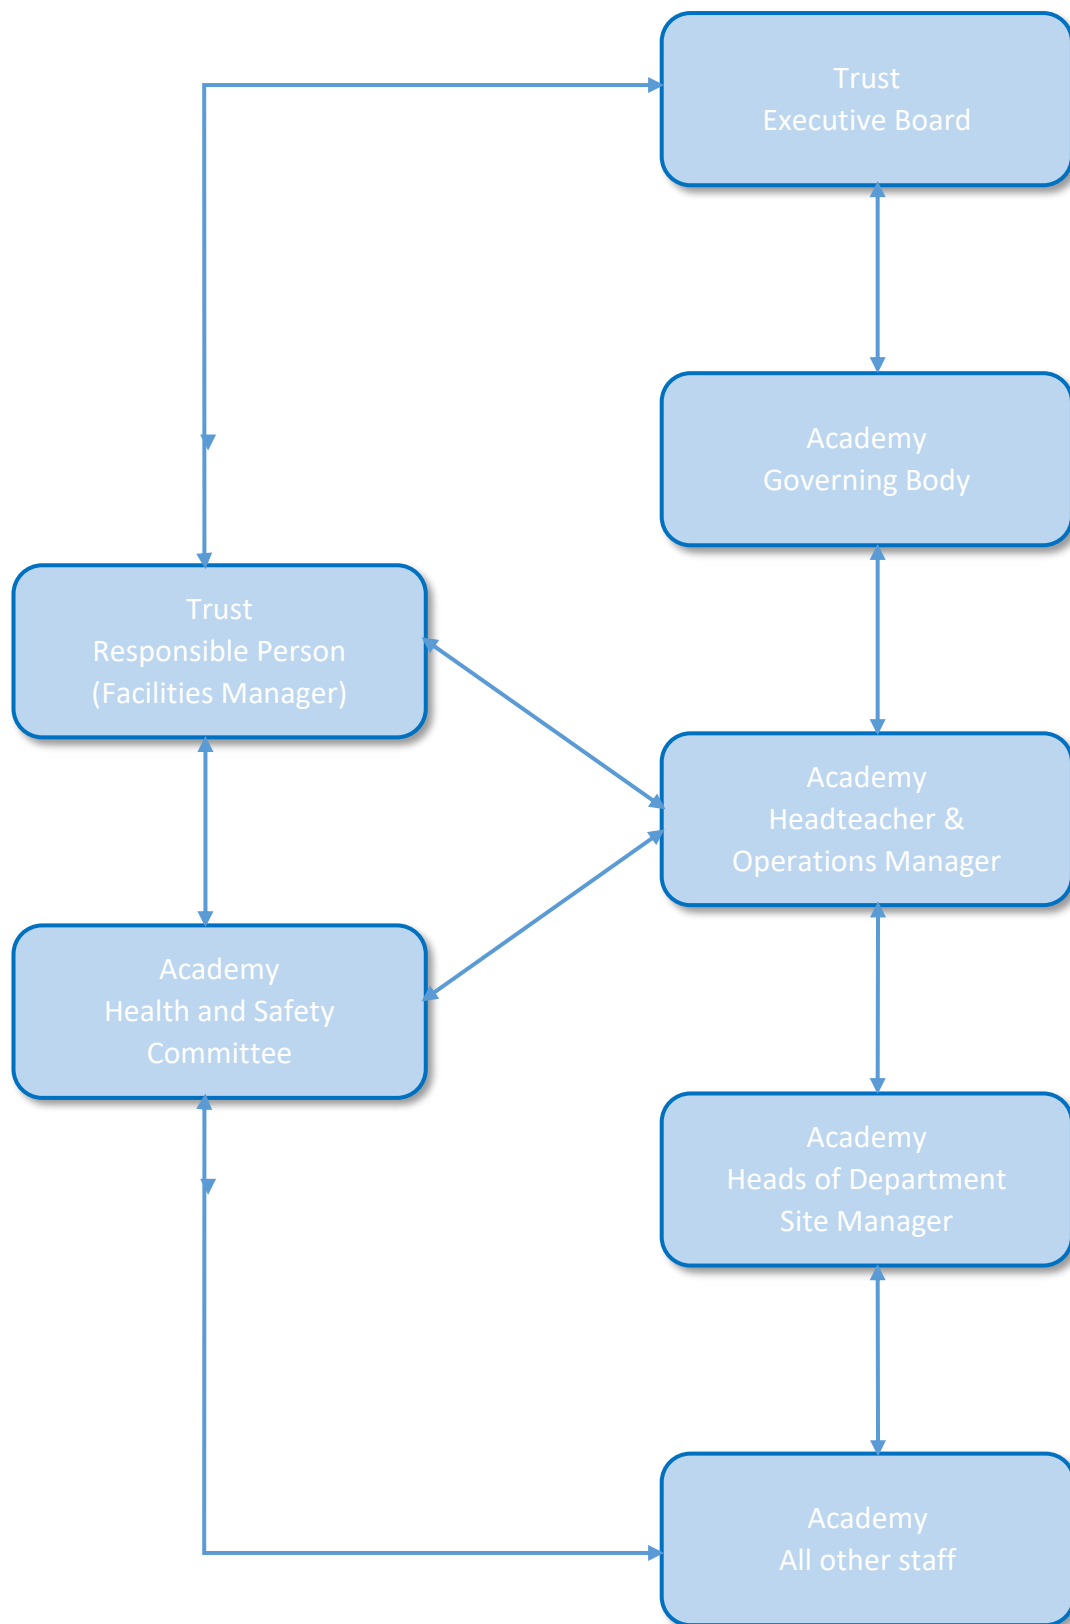 Trust
Executive Board
Academy
Governing Body
Trust
Responsible Person
(Facilities Manager)
Academy
Headteacher &
Operations Manager
Academy
Health and Safety
Committee
Academy
Heads of Department
Site Manager
Academy
All other staff